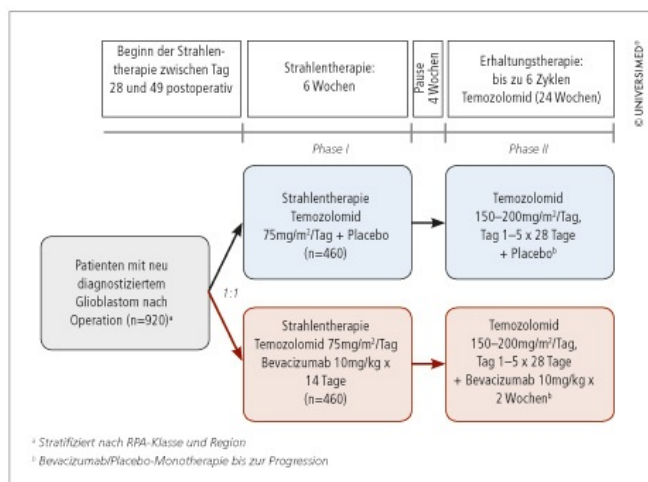 Beginn der Strahlen-
therapie zwischen Tag
28 und 49 postoperativ
Strahlentherapie:
6 Wochen
Pause
4 Wochen
Erhaltungstherapie:
bis zu 6 Zyklen
Temozolomid (24 Wochen)
© UNIVERSIMED®
Phase I
Phase II
Patienten mit neu
diagnostiziertem
Glioblastom nach
Operation (n=920)ᵃ
1:1
Strahlentherapie
Temozolomid
75mg/m²/Tag + Placebo
(n=460)
Temozolomid
150–200mg/m²/Tag,
Tag 1–5 x 28 Tage
+ Placeboᵇ
Strahlentherapie
Temozolomid 75mg/m²/Tag
Bevacizumab 10mg/kg x
14 Tage
(n=460)
Temozolomid
150–200mg/m²/Tag,
Tag 1–5 x 28 Tage
+ Bevacizumab 10mg/kg x
2 Wochenᵇ
ᵃ Stratifiziert nach RPA-Klasse und Region
ᵇ Bevacizumab/Placebo-Monotherapie bis zur Progression